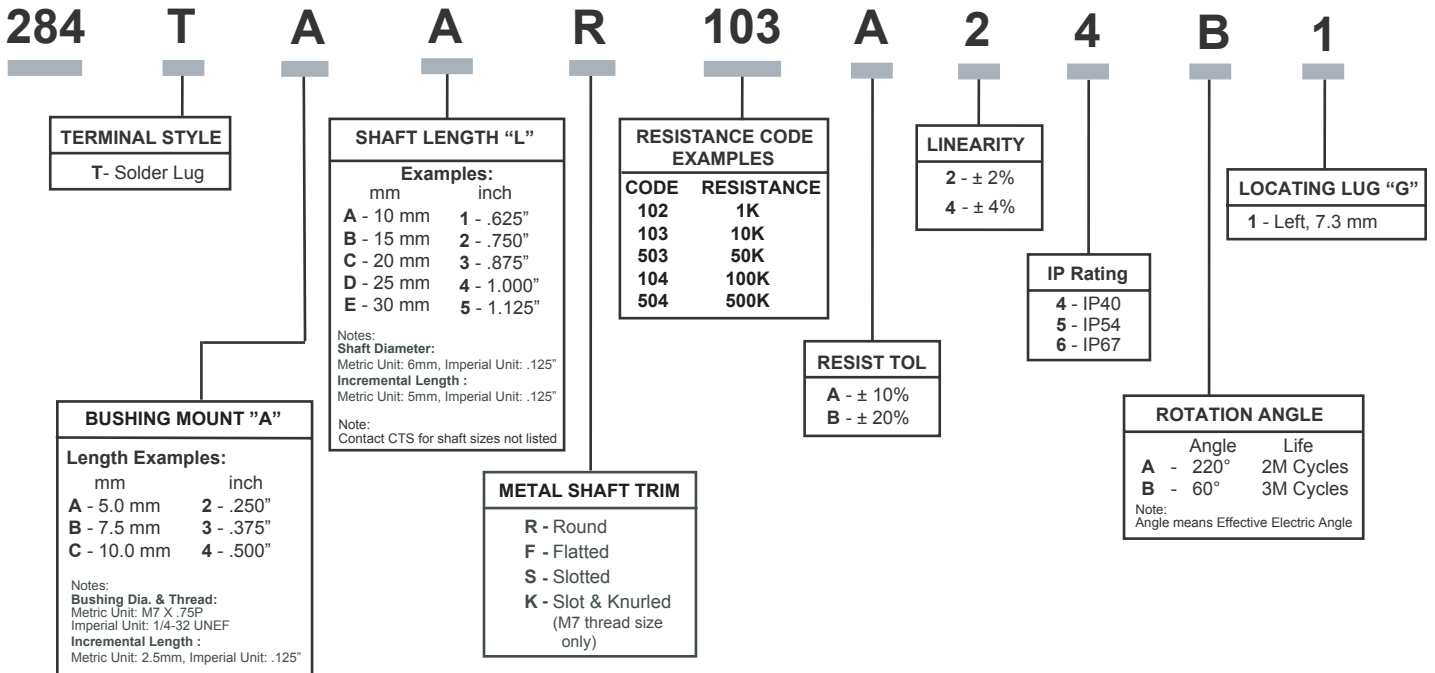 284 T A A R 103 A 2 4 B 1
TERMINAL STYLE
T- Solder Lug
BUSHING MOUNT ”A”
Length Examples:
mm inch
A - 5.0 mm 2 - .250”
B - 7.5 mm 3 - .375”
C - 10.0 mm 4 - .500”
Notes:
Bushing Dia. & Thread:
Metric Unit: M7 X .75P
Imperial Unit: 1/4-32 UNEF
Incremental Length :
Metric Unit: 2.5mm, Imperial Unit: .125”
SHAFT LENGTH “L”
Examples:
mm inch
A - 10 mm 1 - .625”
B - 15 mm 2 - .750”
C - 20 mm 3 - .875”
D - 25 mm 4 - 1.000”
E - 30 mm 5 - 1.125”
Notes:
Shaft Diameter:
Metric Unit: 6mm, Imperial Unit: .125”
Incremental Length :
Metric Unit: 5mm, Imperial Unit: .125”
Note:
Contact CTS for shaft sizes not listed
METAL SHAFT TRIM
R - Round
F - Flatted
S - Slotted
K - Slot & Knurled
(M7 thread size
only)
RESISTANCE CODE
EXAMPLES
CODE RESISTANCE
102 1K
103 10K
503 50K
104 100K
504 500K
RESIST TOL
A - ± 10%
B - ± 20%
LINEARITY
2 - ± 2%
4 - ± 4%
IP Rating
4 - IP40
5 - IP54
6 - IP67
ROTATION ANGLE
Angle Life
A - 220° 2M Cycles
B - 60° 3M Cycles
Note:
Angle means Effective Electric Angle
LOCATING LUG “G”
1 - Left, 7.3 mm